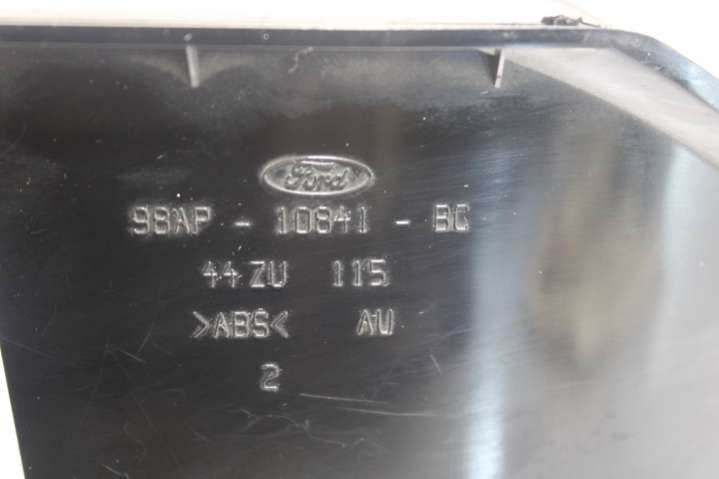 Ford
98AP - 10841 - BC
44ZU 115
>ABS< AU
2